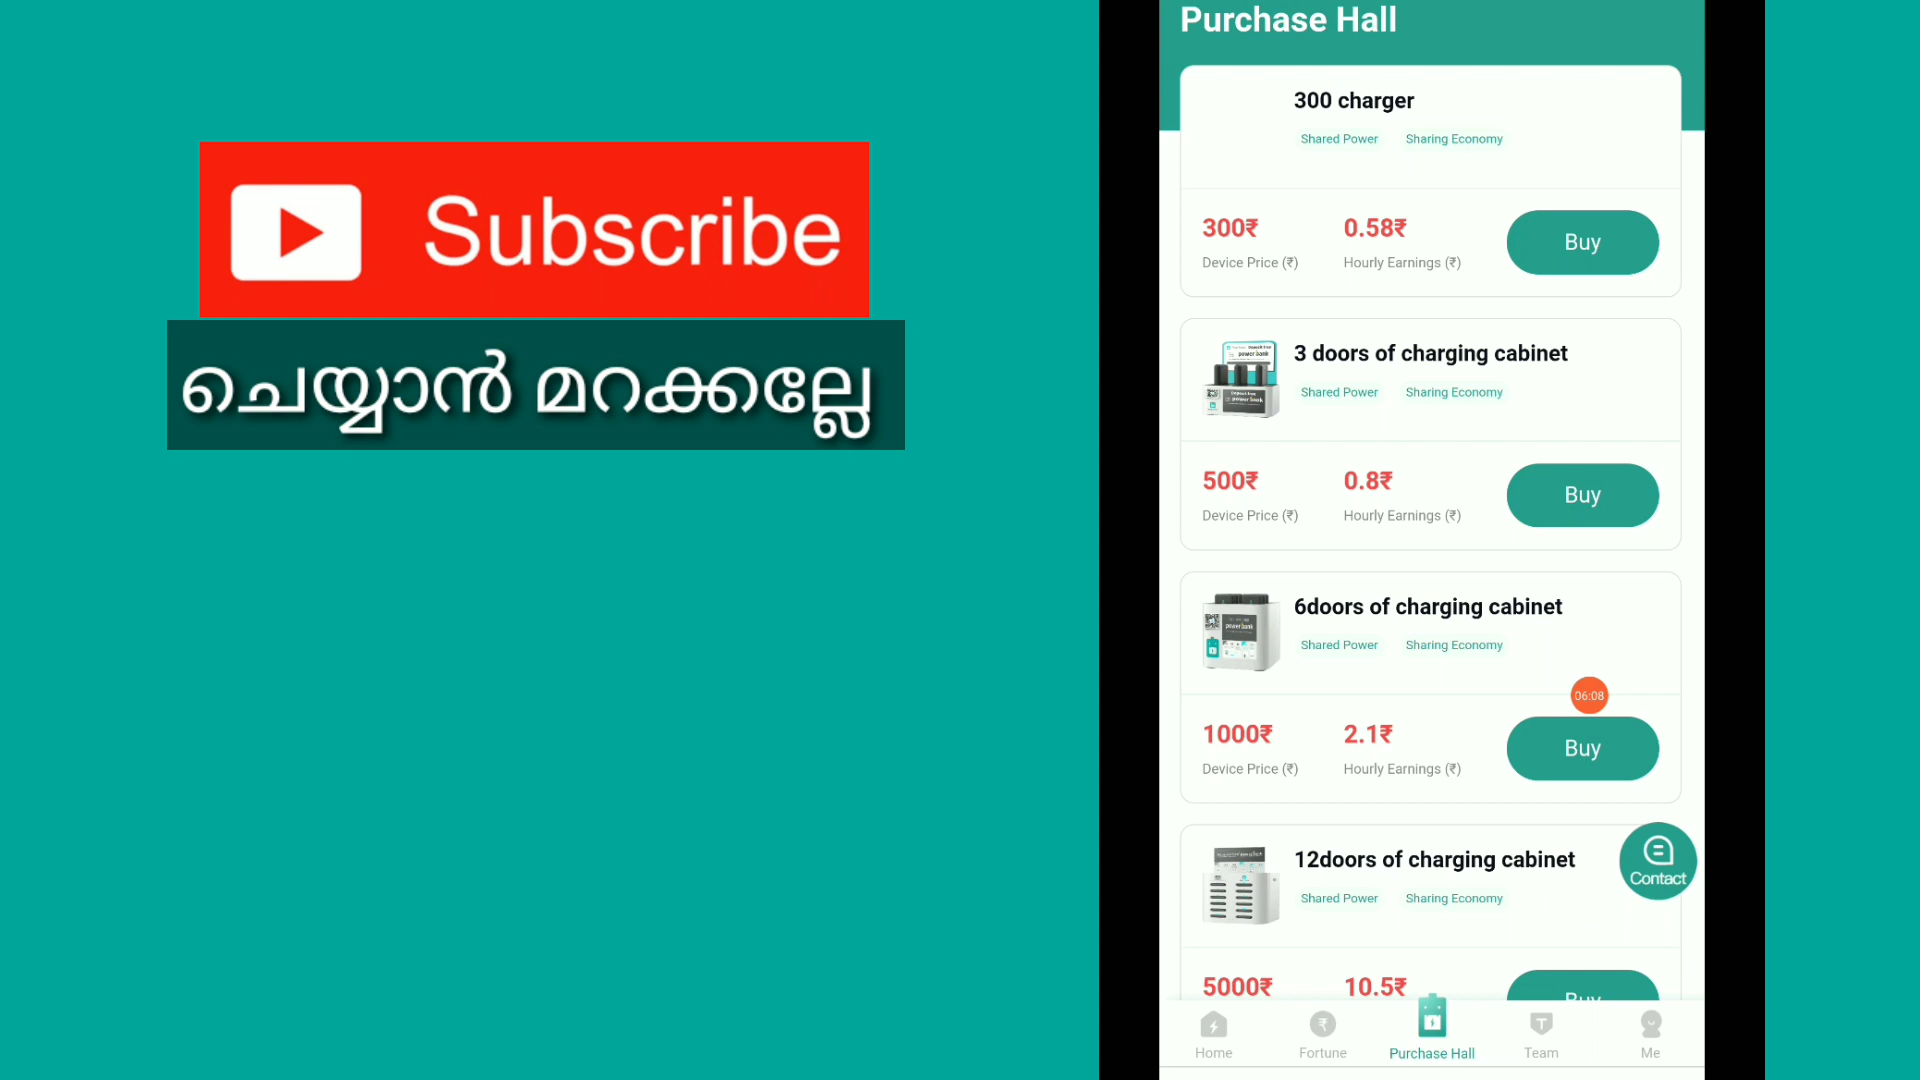 Subscribe
ചെയ്യാൻ മറക്കല്ലേ
Purchase Hall
300 charger
Shared Power Sharing Economy
300₹ 0.58₹ Buy
Device Price (₹) Hourly Earnings (₹)
3 doors of charging cabinet
Shared Power Sharing Economy
500₹ 0.8₹ Buy
Device Price (₹) Hourly Earnings (₹)
6doors of charging cabinet
Shared Power Sharing Economy
06:08
1000₹ 2.1₹ Buy
Device Price (₹) Hourly Earnings (₹)
12doors of charging cabinet
Contact
Shared Power Sharing Economy
5000₹ 10.5₹ Buy
Home Fortune Purchase Hall Team Me